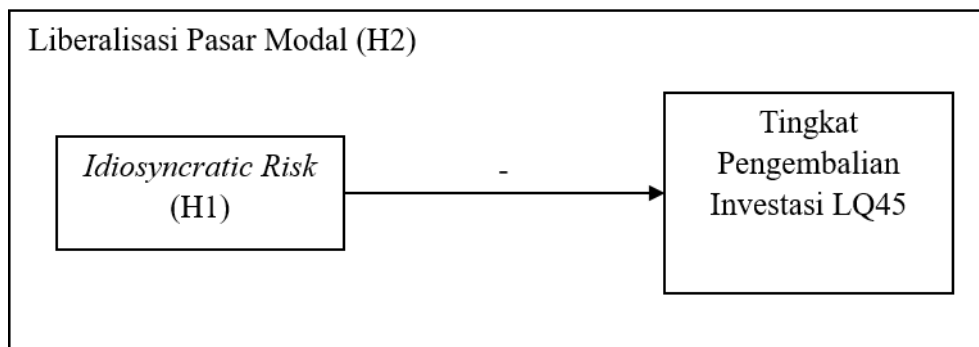 Liberalisasi Pasar Modal (H2)
Idiosyncratic Risk
(H1)
-
Tingkat
Pengembalian
Investasi LQ45